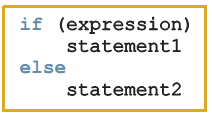 if (expression)
    statement1
else
    statement2